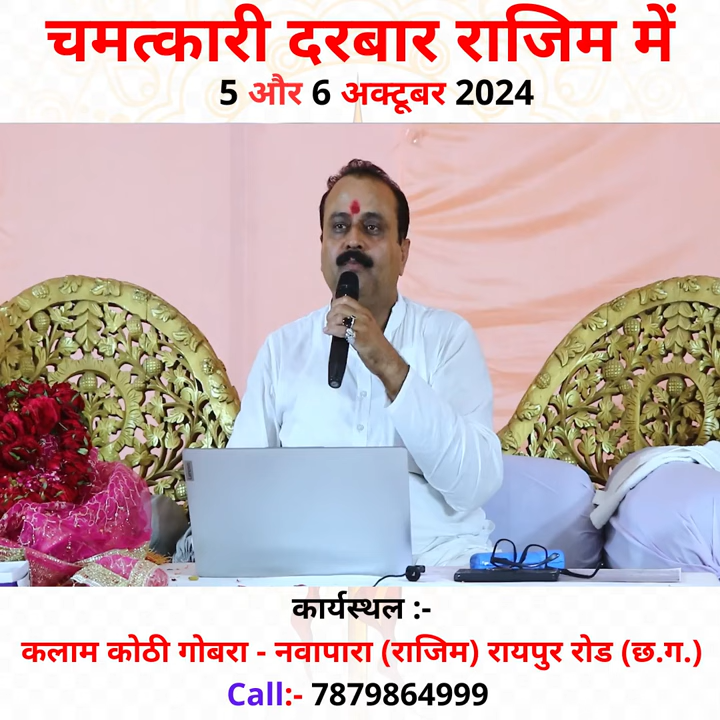 चमत्कारी दरबार राजिम में
5 और 6 अक्टूबर 2024
कार्यस्थल :-
कलाम कोठी गोबरा - नवापारा (राजिम) रायपुर रोड (छ.ग.)
Call:- 7879864999